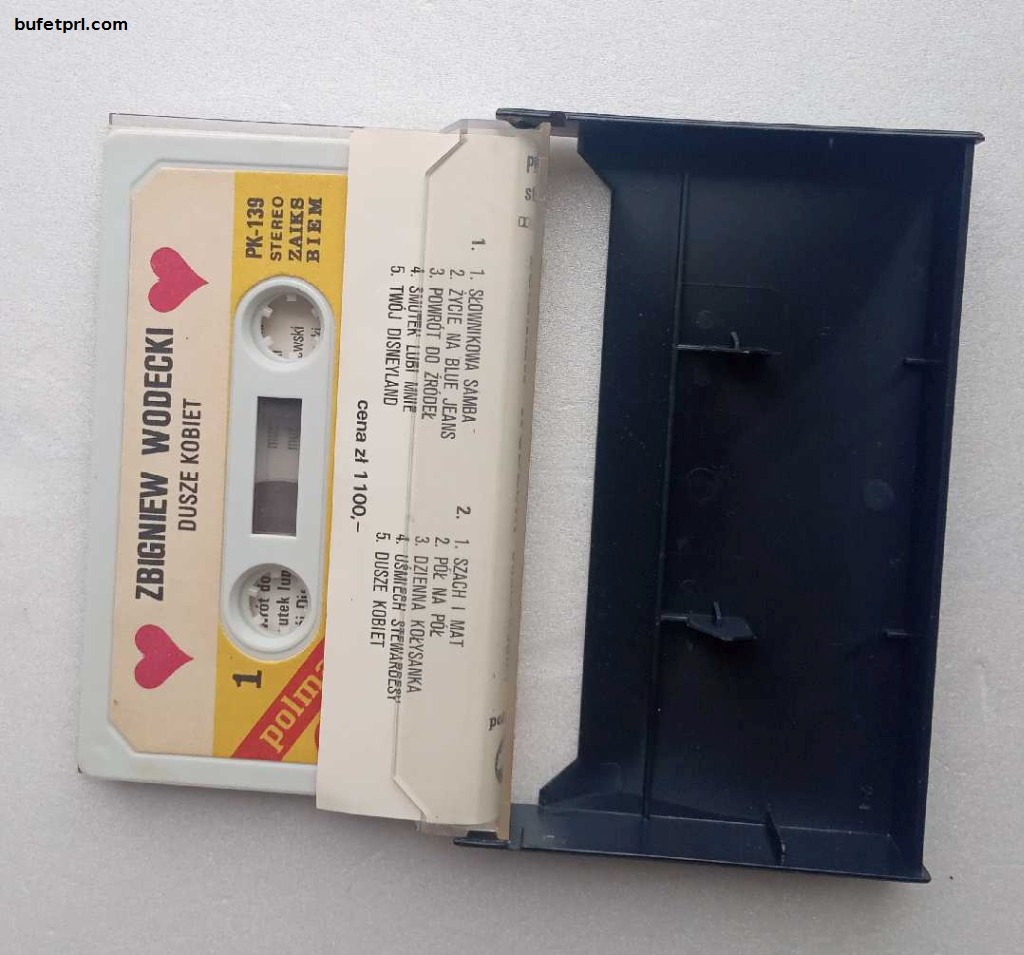 bufetprl.com
ZBIGNIEW WODECKI
DUSZE KOBIET
PK-139
STEREO
ZAIKS
BIEM
1
polma
1.
1. SŁOWNIKOWA SAMBA
2. ŻYCIE NA BLUE JEANS
3. POWRÓT DO ŹRÓDEŁ
4. SMUTEK LUBI MNIE
5. TWÓJ DISNEYLAND
2.
1. SZACH I MAT
2. PÓŁ NA PÓŁ
3. DZIENNA KOŁYSANKA
4. UŚMIECH STEWARDESY
5. DUSZE KOBIET
cena zł 1100,–